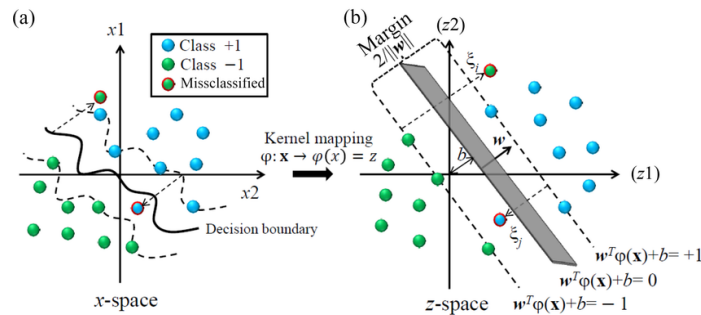 (a)
x1
Class +1
Class −1
Missclassified
x2
Decision boundary
x-space
Kernel mapping
φ: x → φ(x) = z
(b)
(z2)
Margin
2/||w||
ξi
w
b
(z1)
ξj
wᵀφ(x)+b= +1
wᵀφ(x)+b= 0
wᵀφ(x)+b= − 1
z-space